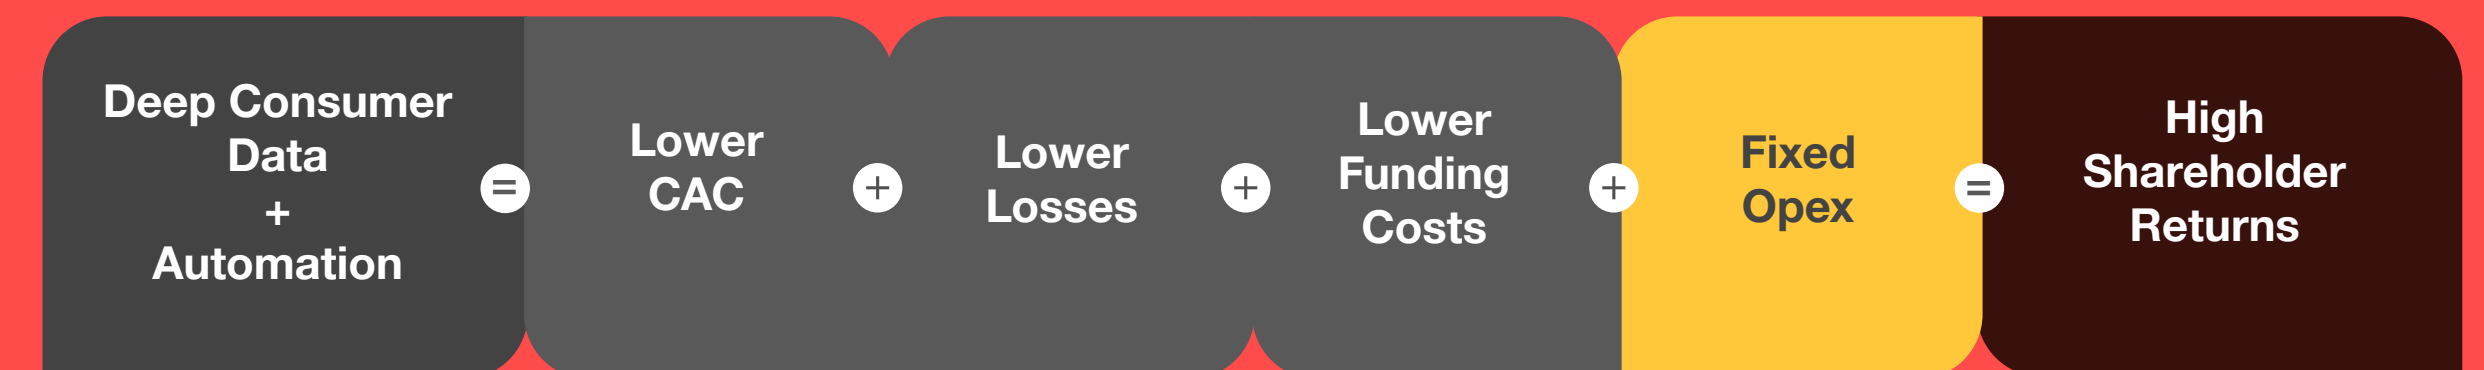 Deep Consumer
Data
+
Automation
=
Lower
CAC
+
Lower
Losses
+
Lower
Funding
Costs
+
Fixed
Opex
=
High
Shareholder
Returns